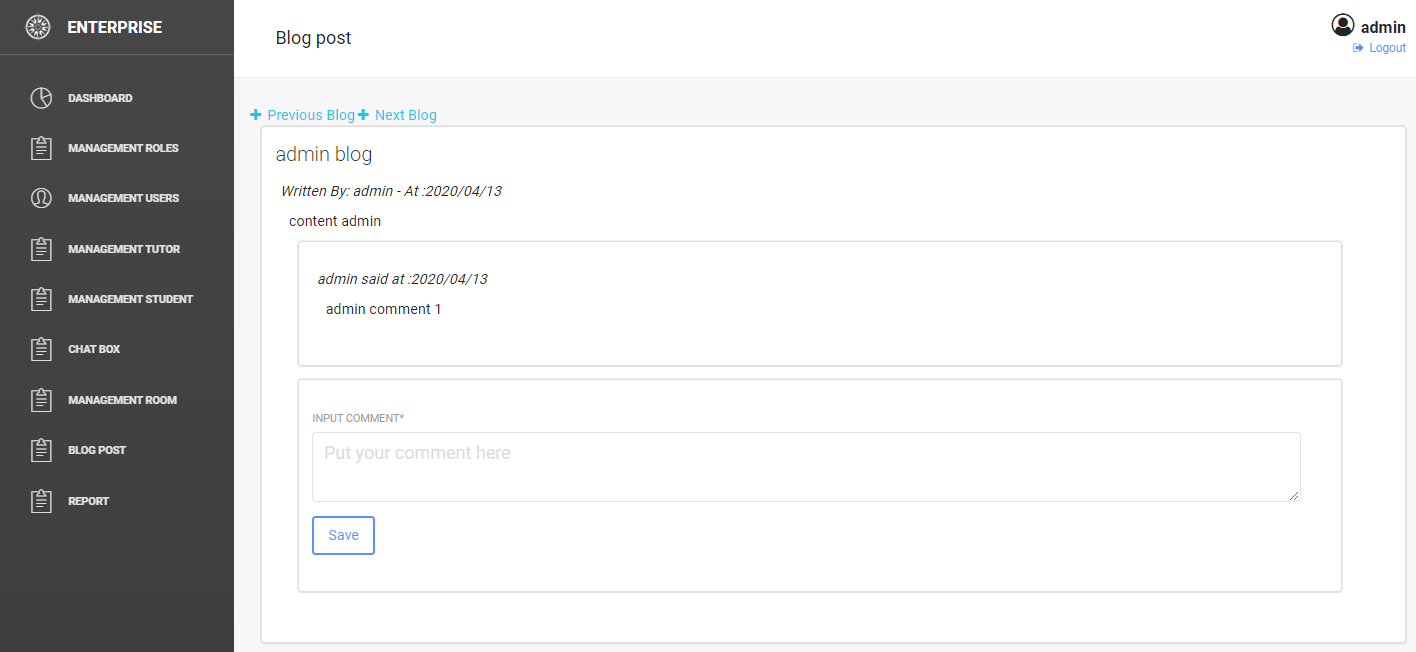 ENTERPRISE
DASHBOARD
MANAGEMENT ROLES
MANAGEMENT USERS
MANAGEMENT TUTOR
MANAGEMENT STUDENT
CHAT BOX
MANAGEMENT ROOM
BLOG POST
REPORT
Blog post
admin
Logout
Previous Blog Next Blog
admin blog
Written By: admin - At :2020/04/13
content admin
admin said at :2020/04/13
admin comment 1
INPUT COMMENT*
Put your comment here
Save